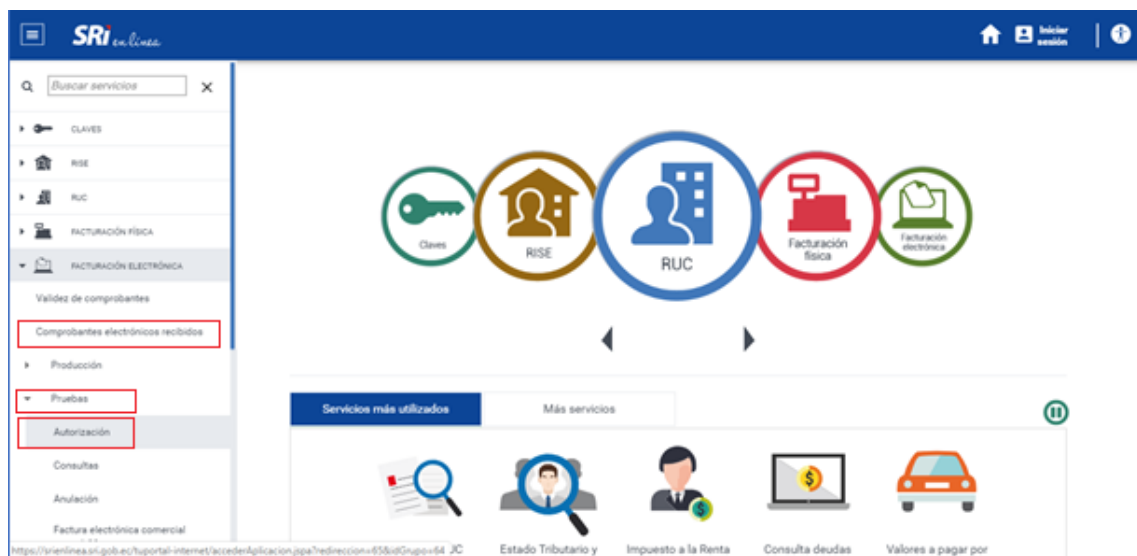 SRi en línea
Iniciar
sesión
Buscar servicios
CLAVES
RISE
RUC
FACTURACIÓN FÍSICA
FACTURACIÓN ELECTRÓNICA
Validez de comprobantes
Comprobantes electrónicos recibidos
Producción
Pruebas
Autorización
Consultas
Anulación
Factura electrónica comercial
https://srienlinea.sri.gob.ec/tuportal-internet/accederAplicacion.jspa?redireccion=65&idGrupo=64
Claves
RISE
RUC
Facturación
física
Facturación
electrónica
Servicios más utilizados
Más servicios
Estado Tributario y
Impuesto a la Renta
Consulta deudas
Valores a pagar por